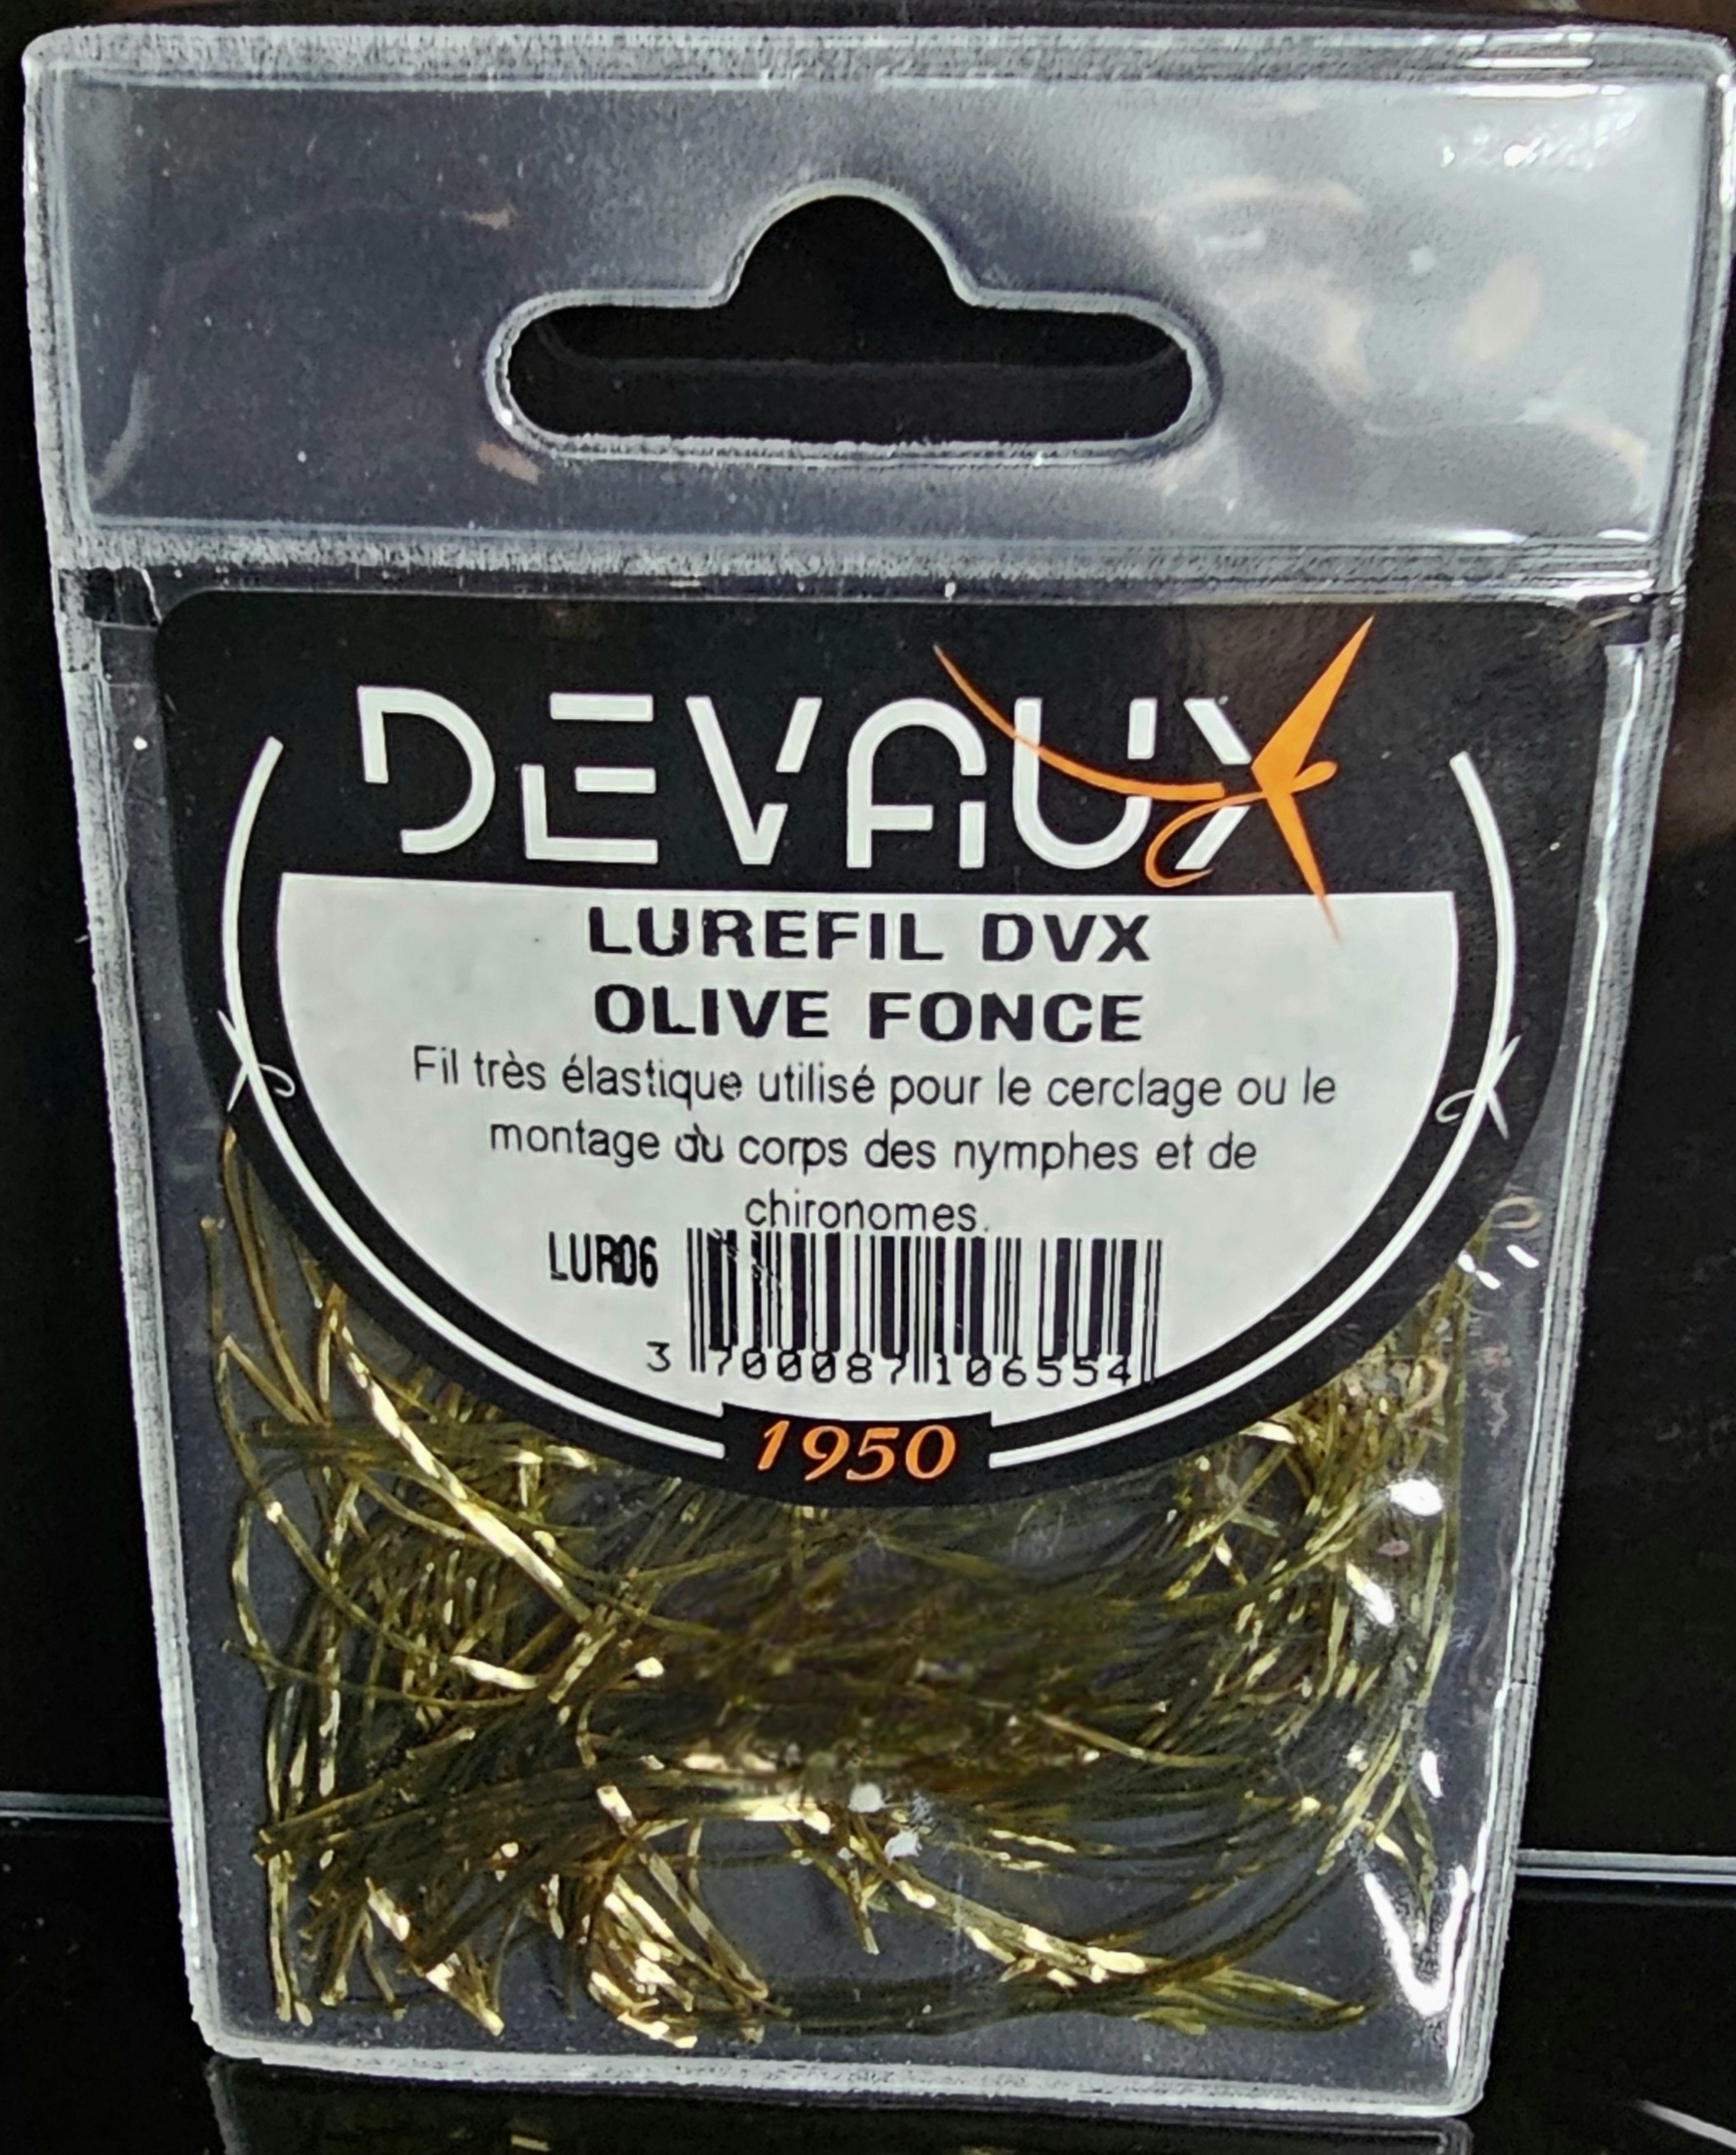 DEVAUX
LUREFIL DVX
OLIVE FONCE
Fil très élastique utilisé pour le cerclage ou le
montage du corps des nymphes et de
chironomes.
LUR06
3 700087 106554
1950